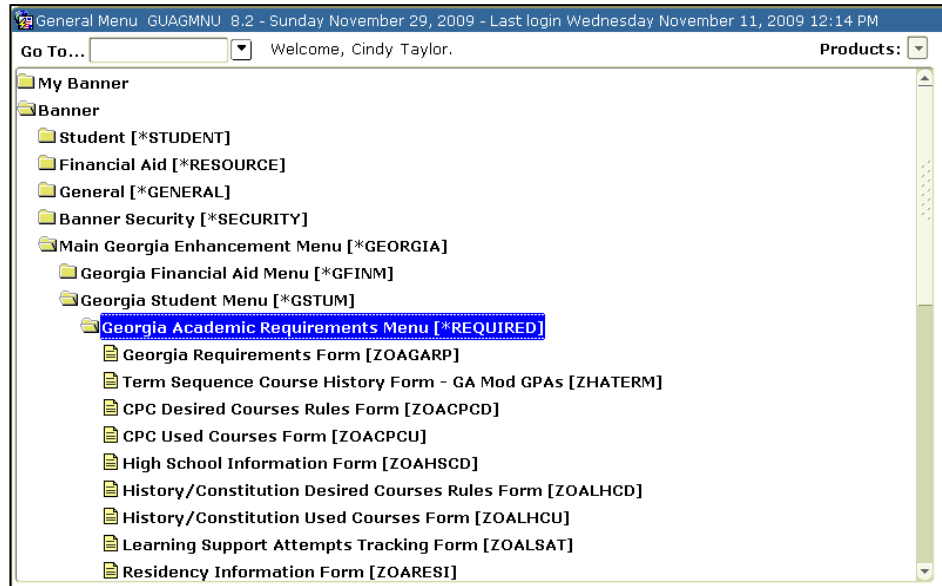 General Menu GUAGMNU 8.2 - Sunday November 29, 2009 - Last login Wednesday November 11, 2009 12:14 PM
Go To... Welcome, Cindy Taylor. Products:
My Banner
Banner
Student [*STUDENT]
Financial Aid [*RESOURCE]
General [*GENERAL]
Banner Security [*SECURITY]
Main Georgia Enhancement Menu [*GEORGIA]
Georgia Financial Aid Menu [*GFINM]
Georgia Student Menu [*GSTUM]
Georgia Academic Requirements Menu [*REQUIRED]
Georgia Requirements Form [ZOAGARP]
Term Sequence Course History Form - GA Mod GPAs [ZHATERM]
CPC Desired Courses Rules Form [ZOACPCD]
CPC Used Courses Form [ZOACPCU]
High School Information Form [ZOAHSCD]
History/Constitution Desired Courses Rules Form [ZOALHCD]
History/Constitution Used Courses Form [ZOALHCU]
Learning Support Attempts Tracking Form [ZOALSAT]
Residency Information Form [ZOARESI]